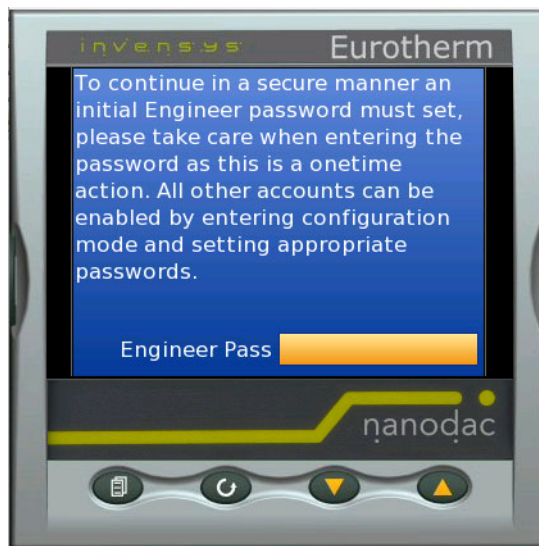 invensys
Eurotherm
To continue in a secure manner an
initial Engineer password must set,
please take care when entering the
password as this is a onetime
action. All other accounts can be
enabled by entering configuration
mode and setting appropriate
passwords.
Engineer Pass
nanodac